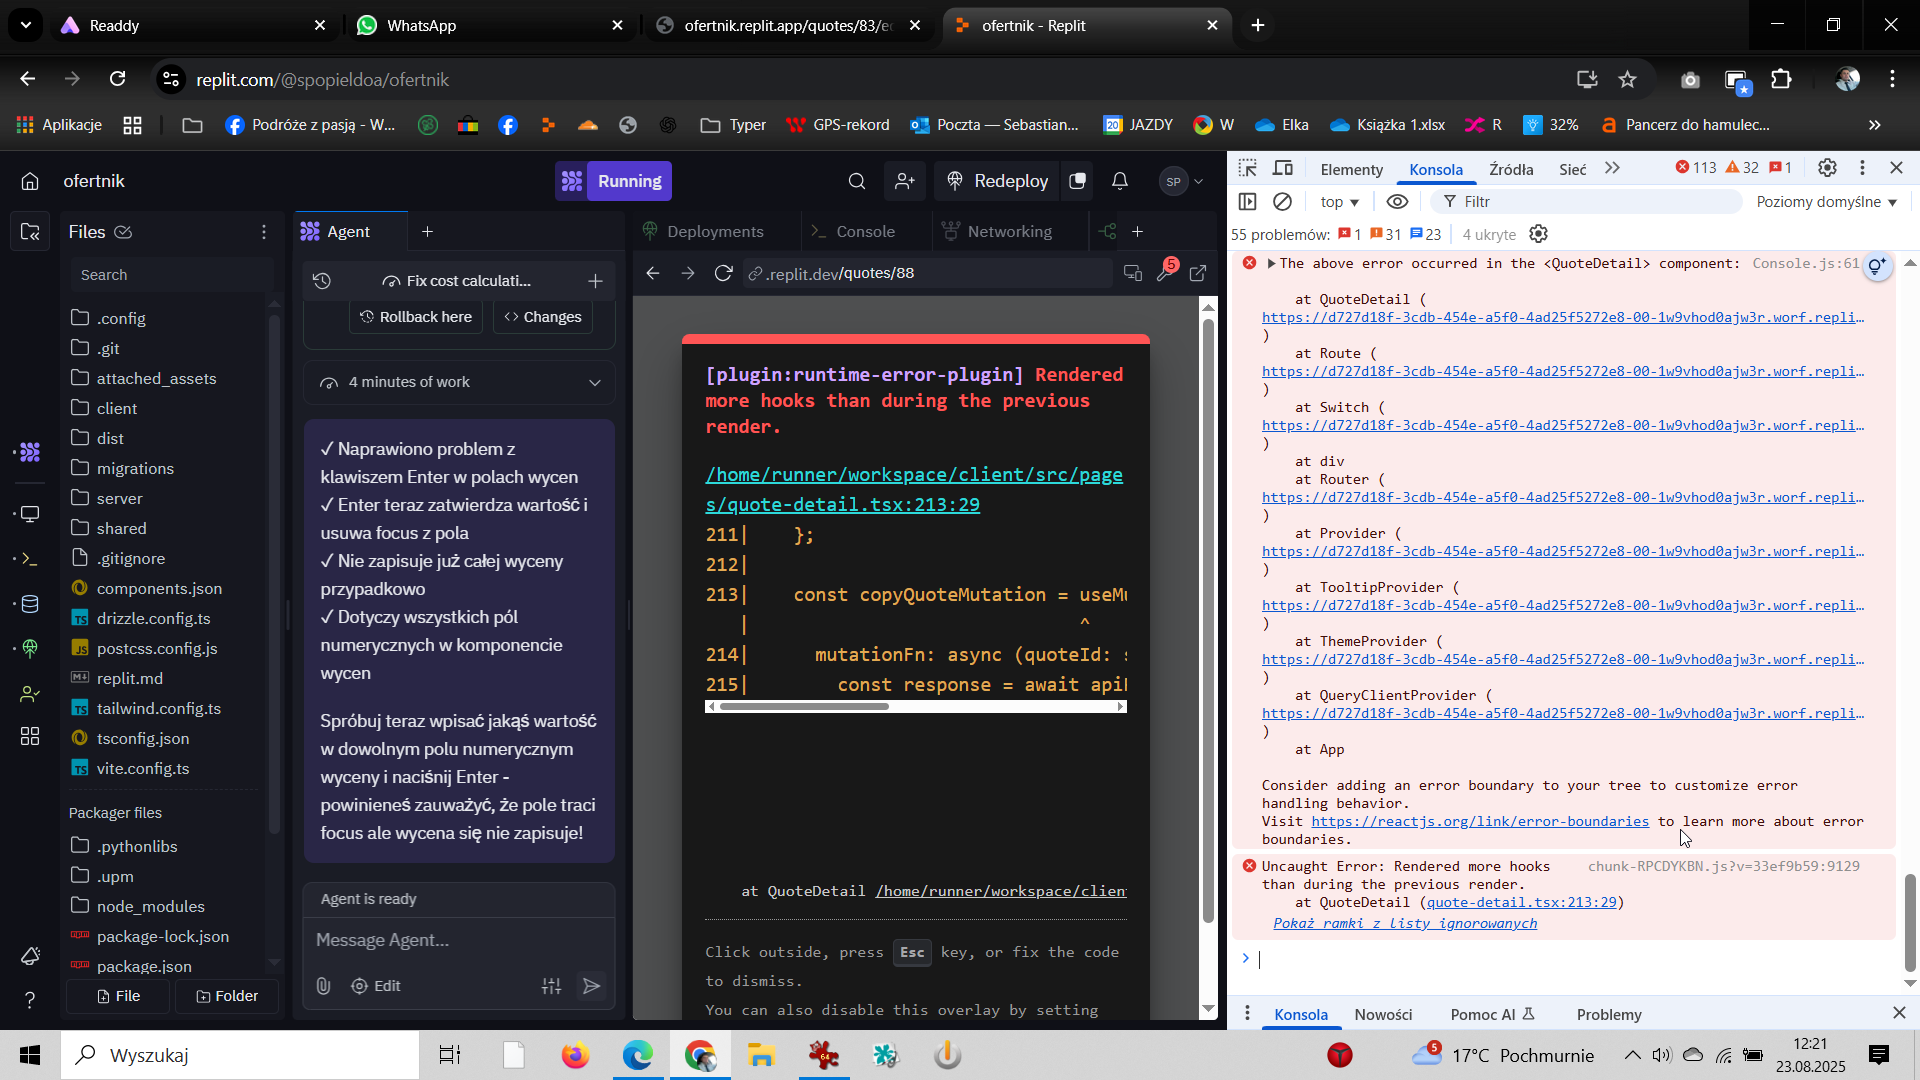 Readdy
WhatsApp
ofertnik.replit.app/quotes/83/e
ofertnik - Replit
replit.com/@spopieldoa/ofertnik
Aplikacje
Podróże z pasją - W...
Typer
GPS-rekord
Poczta — Sebastian...
20 JAZDY
W
Elka
Książka 1.xlsx
R
32%
Pancerz do hamulec...
ofertnik
Running
Redeploy
SP
Files
Search
.config
.git
attached_assets
client
dist
migrations
server
shared
.gitignore
components.json
drizzle.config.ts
postcss.config.js
replit.md
tailwind.config.ts
tsconfig.json
vite.config.ts
Packager files
.pythonlibs
.upm
node_modules
package-lock.json
package.json
File
Folder
Agent
Fix cost calculati...
Rollback here
Changes
4 minutes of work
✓ Naprawiono problem z
klawiszem Enter w polach wycen
✓ Enter teraz zatwierdza wartość i
usuwa focus z pola
✓ Nie zapisuje już całej wyceny
przypadkowo
✓ Dotyczy wszystkich pól
numerycznych w komponencie
wycen
Spróbuj teraz wpisać jakąś wartość
w dowolnym polu numerycznym
wyceny i naciśnij Enter -
powinieneś zauważyć, że pole traci
focus ale wycena się nie zapisuje!
Agent is ready
Message Agent...
Edit
Deployments
Console
Networking
.replit.dev/quotes/88
5
[plugin:runtime-error-plugin] Rendered
more hooks than during the previous
render.
/home/runner/workspace/client/src/page
s/quote-detail.tsx:213:29
211| };
212|
213| const copyQuoteMutation = useMu
| ^
214| mutationFn: async (quoteId: s
215| const response = await apiR
at QuoteDetail /home/runner/workspace/client
Click outside, press Esc key, or fix the code
to dismiss.
You can also disable this overlay by setting
Elementy
Konsola
Źródła
Sieć
113
32
1
top
Filtr
Poziomy domyślne
55 problemów: 1 31 23
4 ukryte
The above error occurred in the <QuoteDetail> component: Console.js:61
at QuoteDetail (
https://d727d18f-3cdb-454e-a5f0-4ad25f5272e8-00-1w9vhod0ajw3r.worf.repli…
)
at Route (
https://d727d18f-3cdb-454e-a5f0-4ad25f5272e8-00-1w9vhod0ajw3r.worf.repli…
)
at Switch (
https://d727d18f-3cdb-454e-a5f0-4ad25f5272e8-00-1w9vhod0ajw3r.worf.repli…
)
at div
at Router (
https://d727d18f-3cdb-454e-a5f0-4ad25f5272e8-00-1w9vhod0ajw3r.worf.repli…
)
at Provider (
https://d727d18f-3cdb-454e-a5f0-4ad25f5272e8-00-1w9vhod0ajw3r.worf.repli…
)
at TooltipProvider (
https://d727d18f-3cdb-454e-a5f0-4ad25f5272e8-00-1w9vhod0ajw3r.worf.repli…
)
at ThemeProvider (
https://d727d18f-3cdb-454e-a5f0-4ad25f5272e8-00-1w9vhod0ajw3r.worf.repli…
)
at QueryClientProvider (
https://d727d18f-3cdb-454e-a5f0-4ad25f5272e8-00-1w9vhod0ajw3r.worf.repli…
)
at App
Consider adding an error boundary to your tree to customize error
handling behavior.
Visit https://reactjs.org/link/error-boundaries to learn more about error
boundaries.
Uncaught Error: Rendered more hooks chunk-RPCDYKBN.js?v=33ef9b59:9129
than during the previous render.
at QuoteDetail (quote-detail.tsx:213:29)
Pokaż ramki z listy ignorowanych
Konsola
Nowości
Pomoc AI
Problemy
Wyszukaj
64
5
17°C Pochmurnie
12:21
23.08.2025